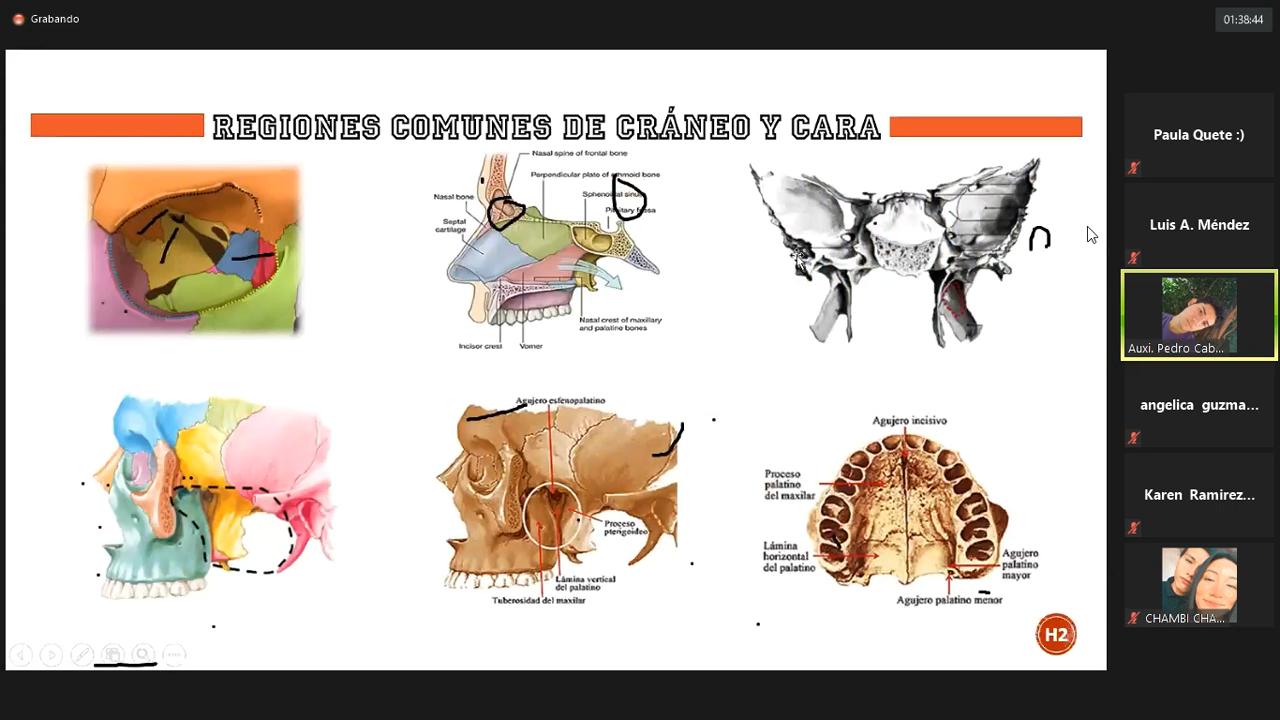 Grabando
01:38:44
REGIONES COMUNES DE CRÁNEO Y CARA
Nasal spine of frontal bone
Perpendicular plate of ethmoid bone
Nasal bone
Sphenoidal sinus
Pituitary fossa
Septal
cartilage
Nasal crest of maxillary
and palatine bones
Incisor crest
Vomer
Agujero esfenopalatino
Proceso
pterigoideo
Lámina vertical
del palatino
Tuberosidad del maxilar
Agujero incisivo
Proceso
palatino
del maxilar
Lámina
horizontal
del palatino
Agujero
palatino
mayor
Agujero palatino menor
H2
Paula Quete :)
Luis A. Méndez
Auxi. Pedro Cab...
angelica guzma...
Karen Ramirez...
CHAMBI CHA...